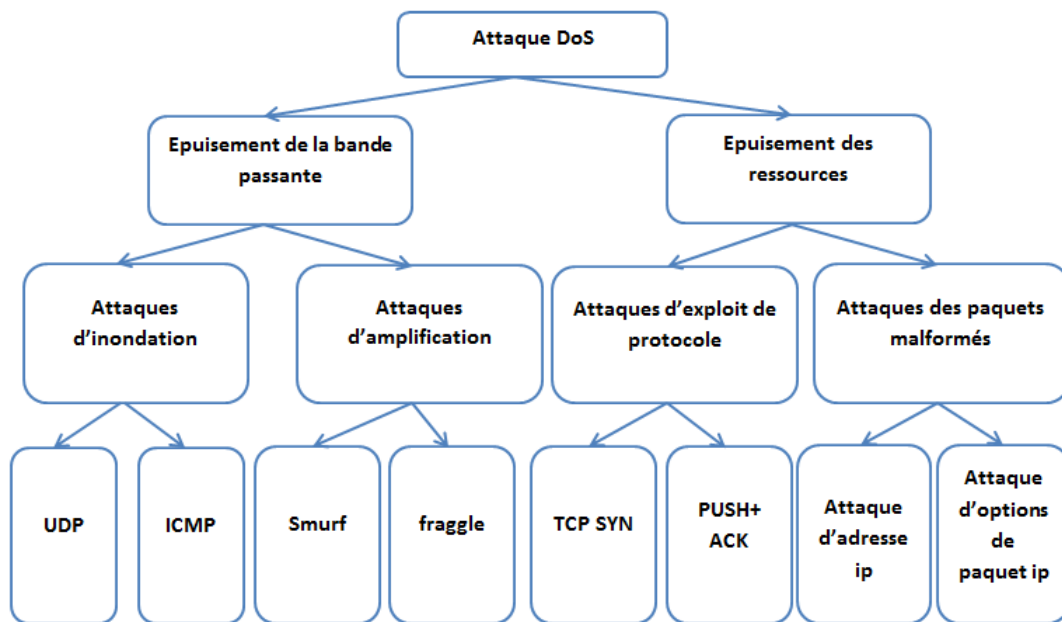 Attaque DoS
Epuisement de la bande
passante
Epuisement des
ressources
Attaques
d'inondation
Attaques
d'amplification
Attaques d'exploit de
protocole
Attaques des paquets
malformés
UDP
ICMP
Smurf
fraggle
TCP SYN
PUSH+
ACK
Attaque
d'adresse
ip
Attaque
d'options
de
paquet ip